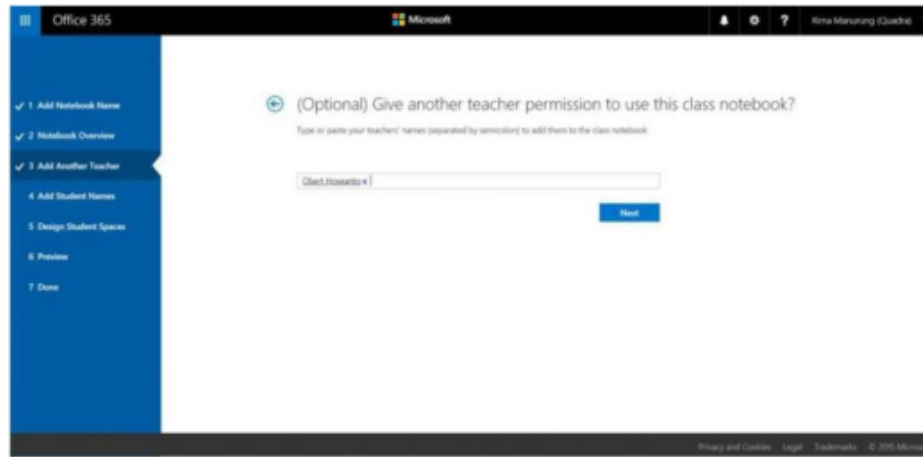 Office 365
Microsoft
?
Rima Manurung (Quadra)
✓ 1 Add Notebook Name
✓ 2 Notebook Overview
✓ 3 Add Another Teacher
4 Add Student Names
5 Design Student Spaces
6 Preview
7 Done
(Optional) Give another teacher permission to use this class notebook?
Type or paste your teachers' names (separated by semicolon) to add them to the class notebook
Obert Hoseanto x
Next
Privacy and Cookies Legal Trademarks © 2015 Micros